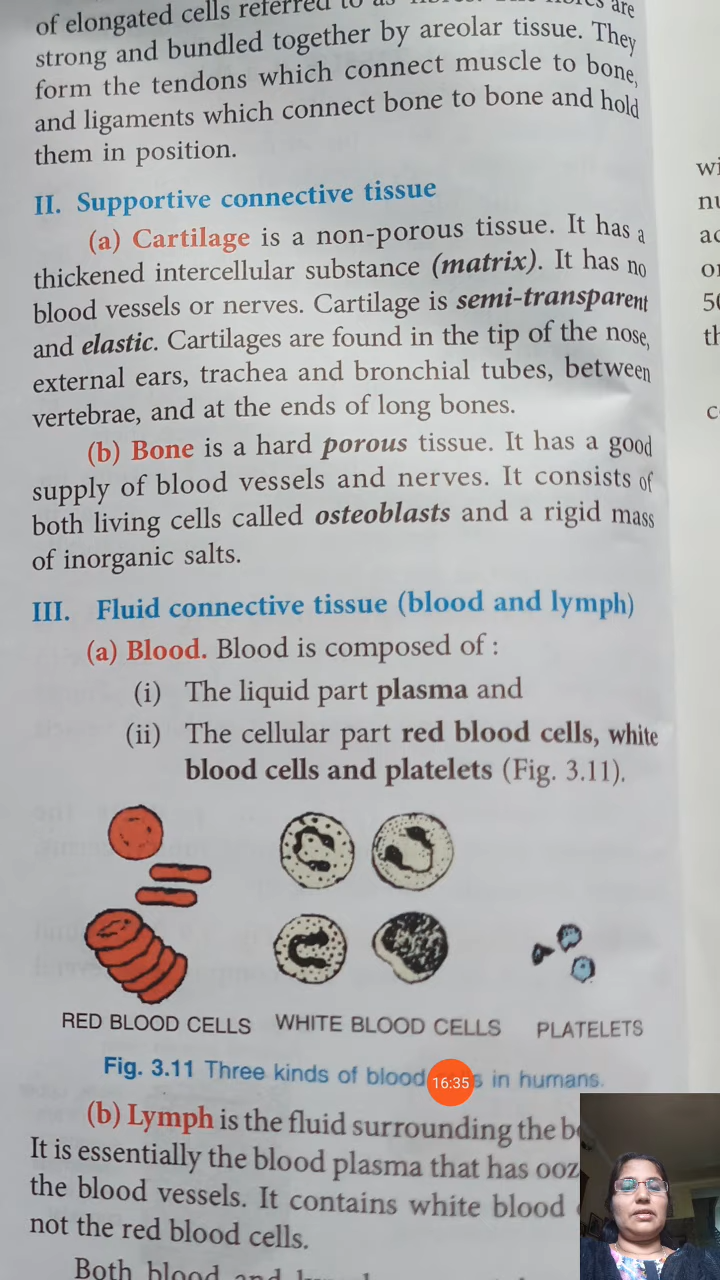 of elongated cells referred to as fibres. The fibres are
strong and bundled together by areolar tissue. They
form the tendons which connect muscle to bone,
and ligaments which connect bone to bone and hold
them in position.
II. Supportive connective tissue
(a) Cartilage is a non-porous tissue. It has a
thickened intercellular substance (matrix). It has no
blood vessels or nerves. Cartilage is semi-transparent
and elastic. Cartilages are found in the tip of the nose,
external ears, trachea and bronchial tubes, between
vertebrae, and at the ends of long bones.
(b) Bone is a hard porous tissue. It has a good
supply of blood vessels and nerves. It consists of
both living cells called osteoblasts and a rigid mass
of inorganic salts.
III. Fluid connective tissue (blood and lymph)
(a) Blood. Blood is composed of :
(i) The liquid part plasma and
(ii) The cellular part red blood cells, white
blood cells and platelets (Fig. 3.11).
RED BLOOD CELLS WHITE BLOOD CELLS PLATELETS
Fig. 3.11 Three kinds of blood in humans.
16:35
(b) Lymph is the fluid surrounding the
It is essentially the blood plasma that has
the blood vessels. It contains white blood
not the red blood cells.
Both blood and